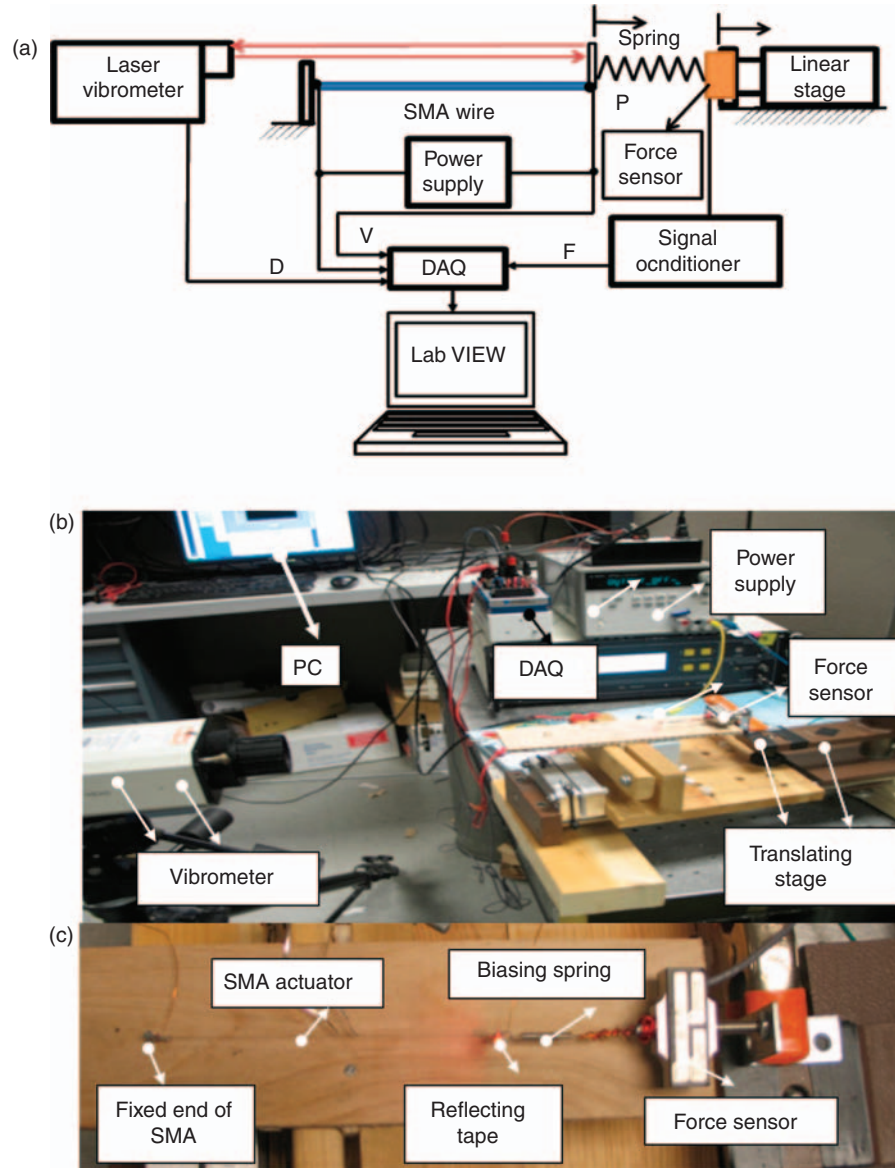 (a)
Laser
vibrometer
SMA wire
Spring
P
Linear
stage
Force
sensor
Power
supply
V
D
DAQ
F
Signal
ocnditioner
Lab VIEW
(b)
Power
supply
PC
DAQ
Force
sensor
Vibrometer
Translating
stage
(c)
SMA actuator
Biasing spring
Fixed end of
SMA
Reflecting
tape
Force sensor